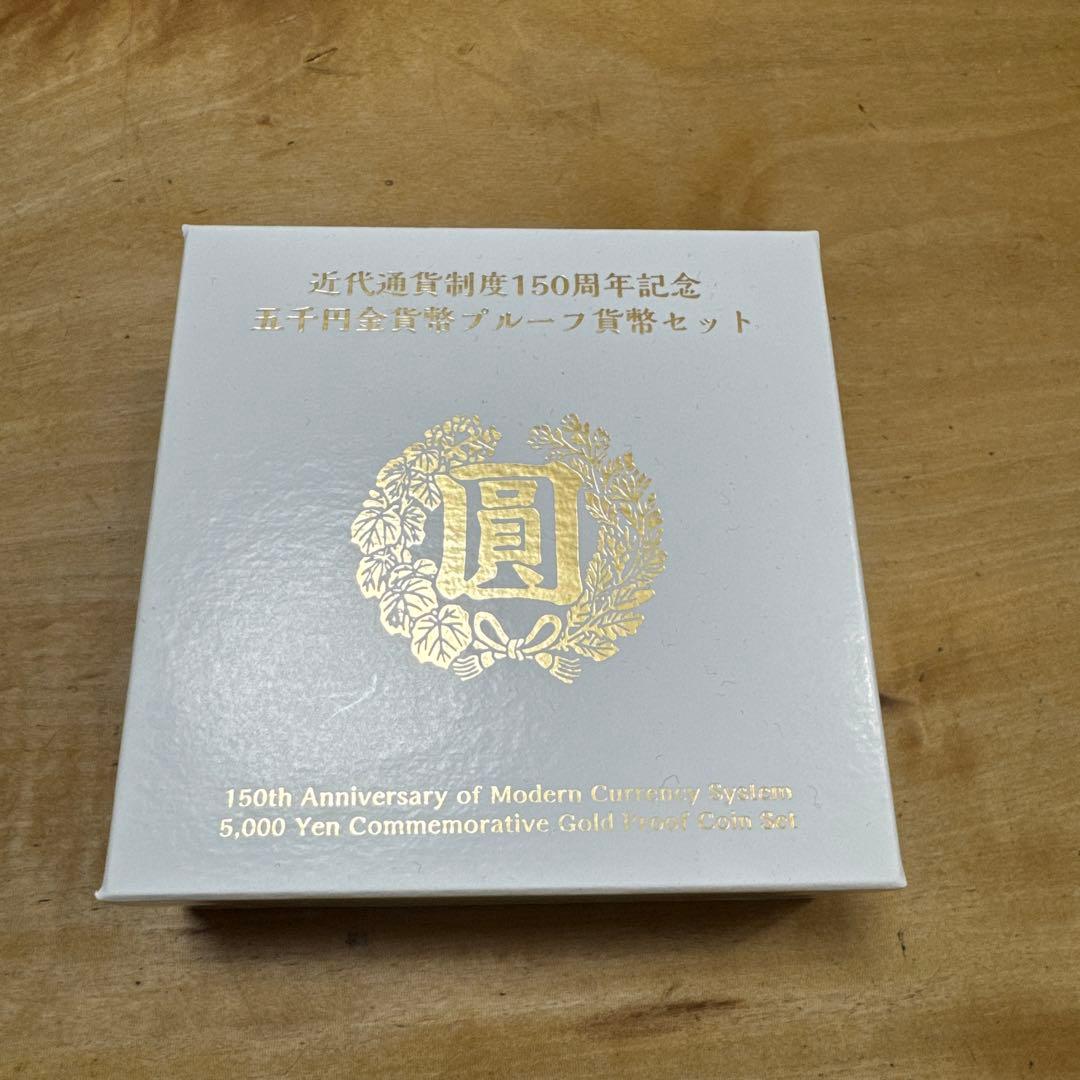 近代通貨制度150周年記念
五千円金貨幣プルーフ貨幣セット
圓
150th Anniversary of Modern Currency System
5,000 Yen Commemorative Gold Proof Coin Set